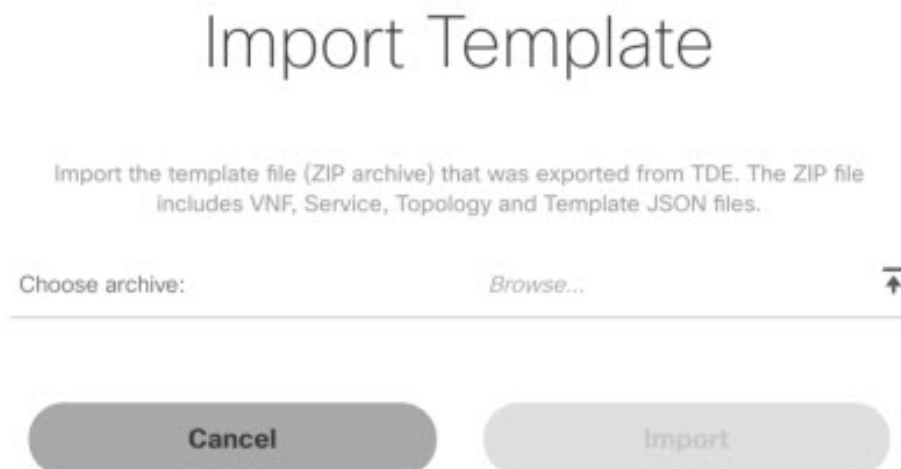 Import Template
Import the template file (ZIP archive) that was exported from TDE. The ZIP file
includes VNF, Service, Topology and Template JSON files.
Choose archive:
Browse...
Cancel
Import